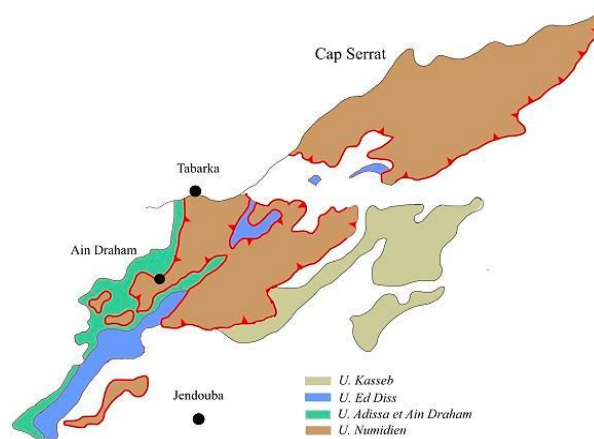 Cap Serrat
Tabarka
Ain Draham
Jendouba
U. Kasseb
U. Ed Diss
U. Adissa et Ain Draham
U. Numidien